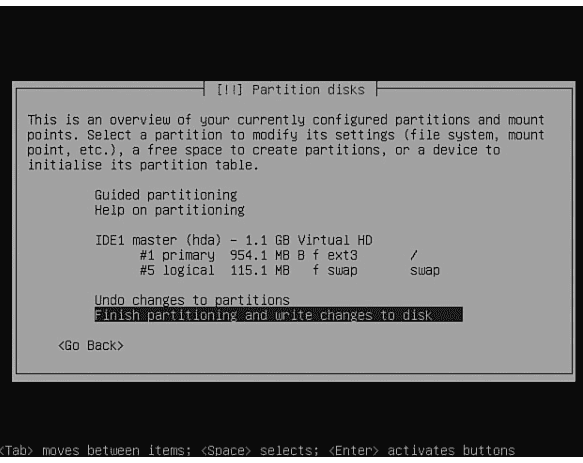 [!!] Partition disks
This is an overview of your currently configured partitions and mount
points. Select a partition to modify its settings (file system, mount
point, etc.), a free space to create partitions, or a device to
initialise its partition table.
Guided partitioning
Help on partitioning
IDE1 master (hda) - 1.1 GB Virtual HD
#1 primary 954.1 MB B f ext3 /
#5 logical 115.1 MB f swap swap
Undo changes to partitions
Finish partitioning and write changes to disk
<Go Back>
<Tab> moves between items; <Space> selects; <Enter> activates buttons